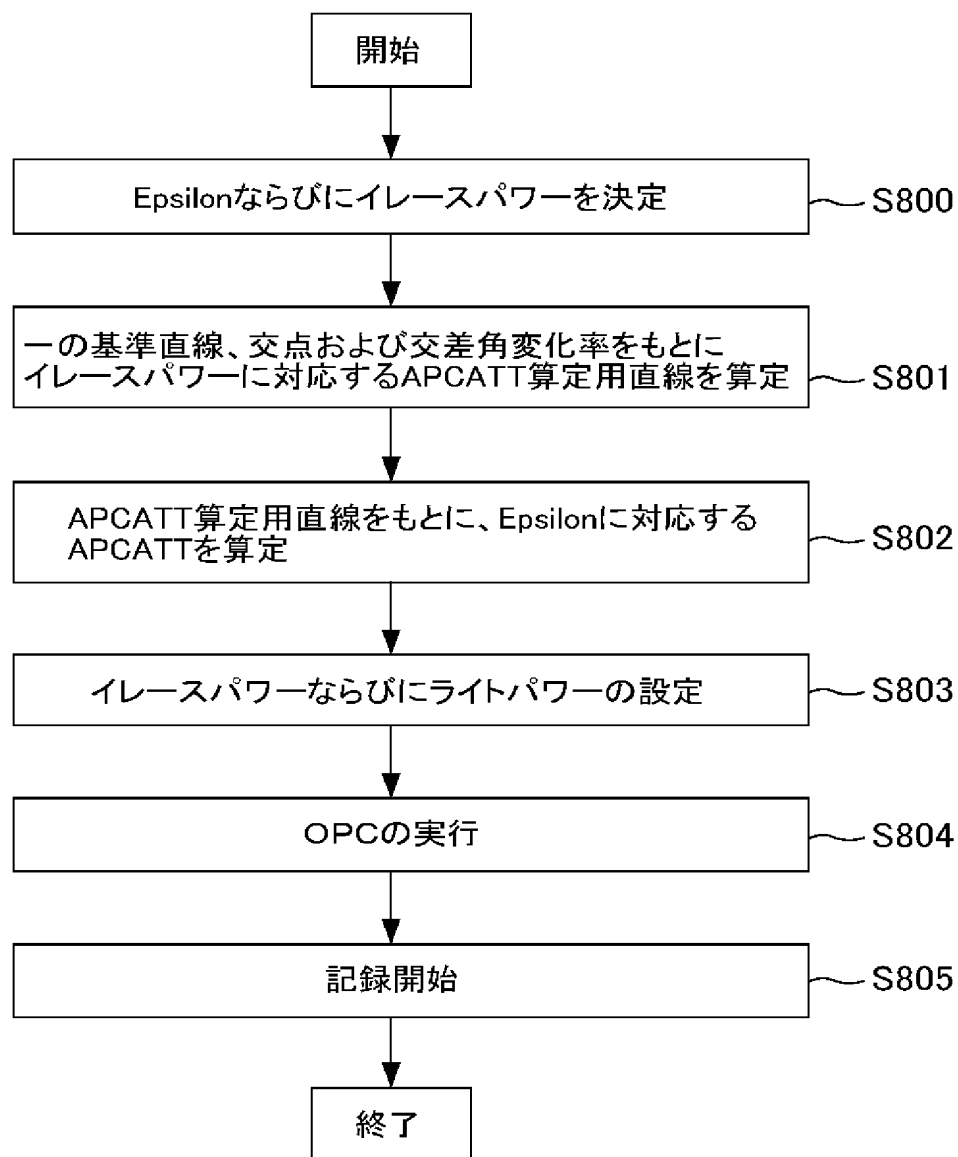 開始
Epsilonならびにイレースパワーを決定
S800
一の基準直線、交点および交差角変化率をもとに
イレースパワーに対応するAPCATT算定用直線を算定
S801
APCATT算定用直線をもとに、Epsilonに対応する
APCATTを算定
S802
イレースパワーならびにライトパワーの設定
S803
OPCの実行
S804
記録開始
S805
終了